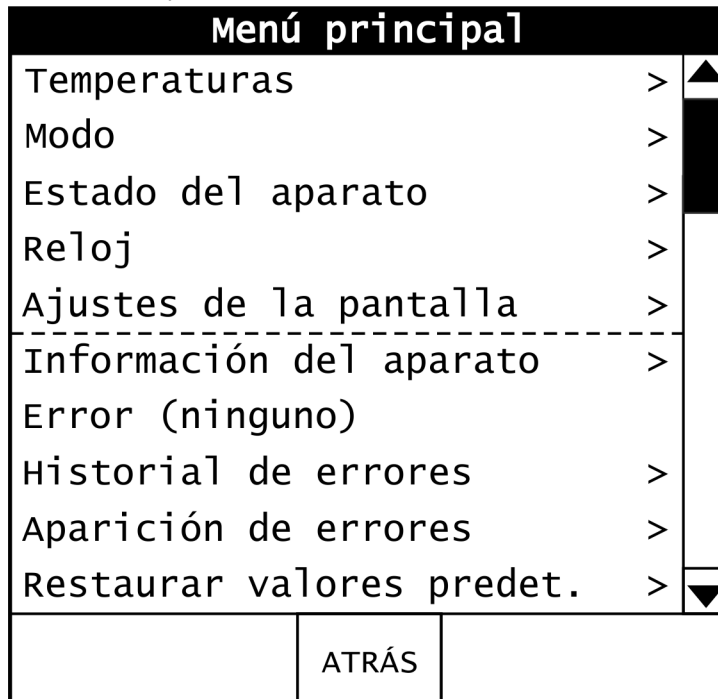 Menú principal
Temperaturas >
Modo >
Estado del aparato >
Reloj >
Ajustes de la pantalla >
Información del aparato >
Error (ninguno)
Historial de errores >
Aparición de errores >
Restaurar valores predet. >
ATRÁS